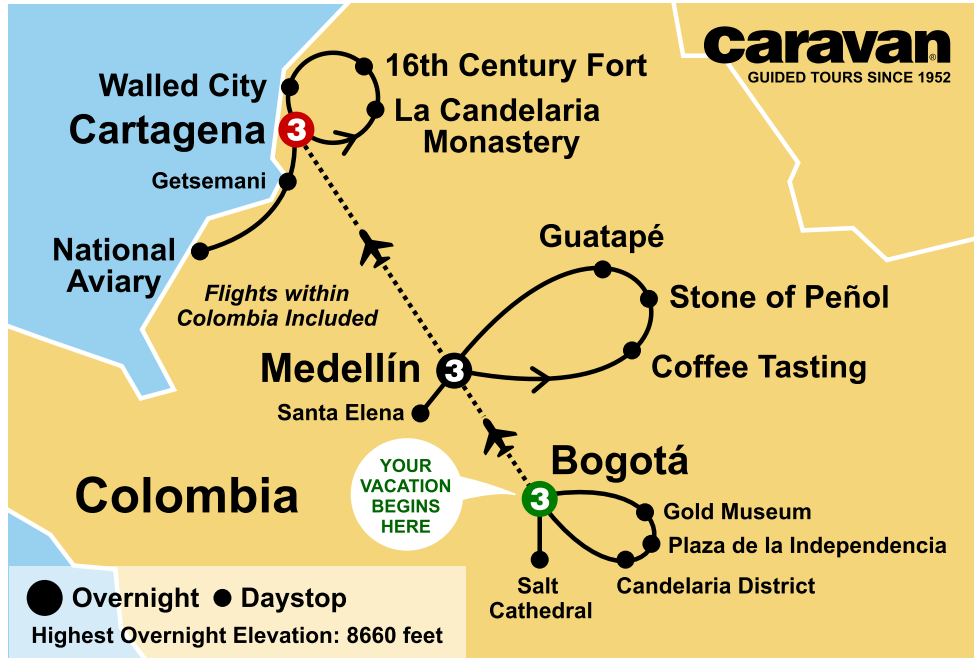 caravan®
GUIDED TOURS SINCE 1952
Walled City
16th Century Fort
Cartagena
3
La Candelaria
Monastery
Getsemani
National
Aviary
Flights within
Colombia Included
Guatapé
Stone of Peñol
Coffee Tasting
Medellín
3
Santa Elena
Bogotá
3
YOUR
VACATION
BEGINS
HERE
Gold Museum
Plaza de la Independencia
Candelaria District
Salt
Cathedral
Colombia
Overnight
Daystop
Highest Overnight Elevation: 8660 feet